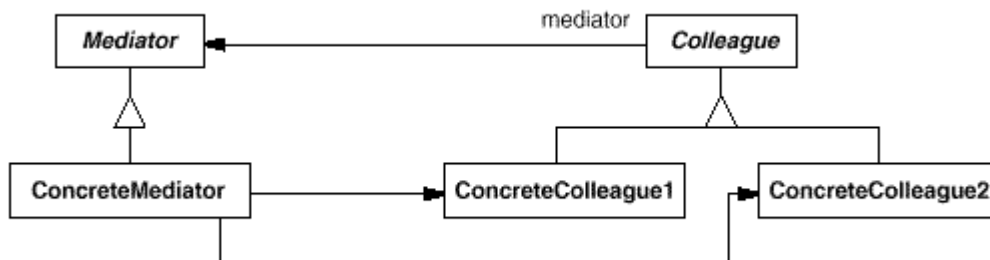 mediator
Mediator
Colleague
ConcreteMediator
ConcreteColleague1
ConcreteColleague2